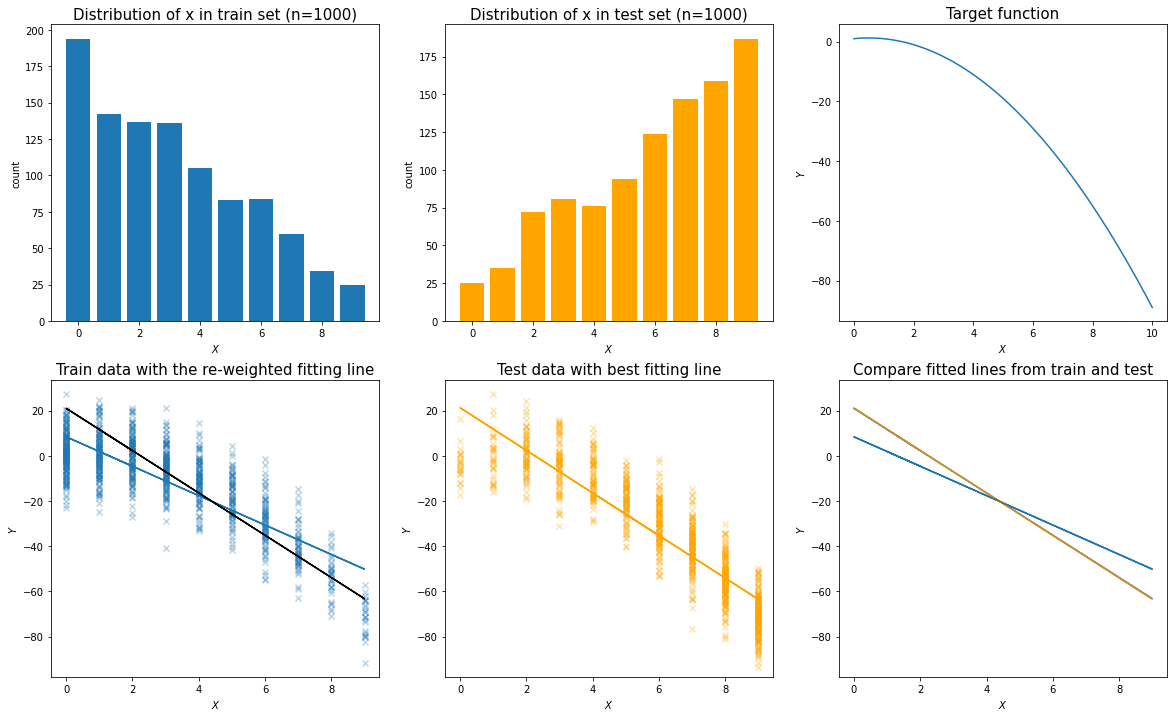 Distribution of x in train set (n=1000)
count
200
175
150
125
100
75
50
25
0
0 2 4 6 8
X
Distribution of x in test set (n=1000)
count
175
150
125
100
75
50
25
0
0 2 4 6 8
X
Target function
Y
0
−20
−40
−60
−80
0 2 4 6 8 10
X
Train data with the re-weighted fitting line
Y
20
0
−20
−40
−60
−80
0 2 4 6 8
X
Test data with best fitting line
Y
20
0
−20
−40
−60
−80
0 2 4 6 8
X
Compare fitted lines from train and test
Y
20
0
−20
−40
−60
−80
0 2 4 6 8
X